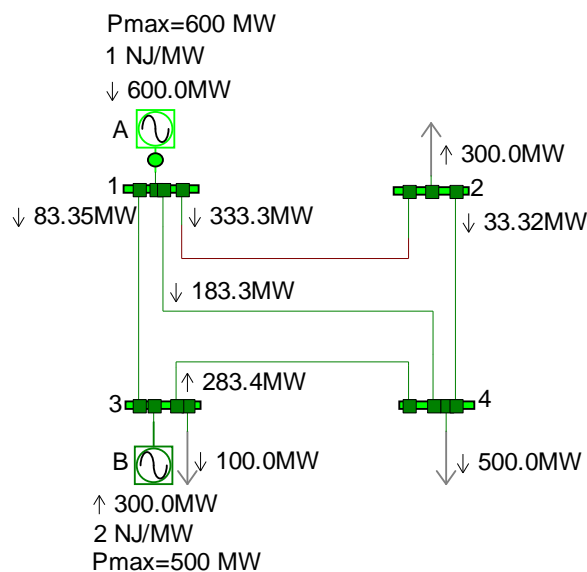 Pmax=600 MW
1 NJ/MW
↓ 600.0MW
A
↑ 300.0MW
1
2
↓ 83.35MW
↓ 333.3MW
↓ 33.32MW
↓ 183.3MW
↑ 283.4MW
3
4
B
↓ 100.0MW
↓ 500.0MW
↑ 300.0MW
2 NJ/MW
Pmax=500 MW